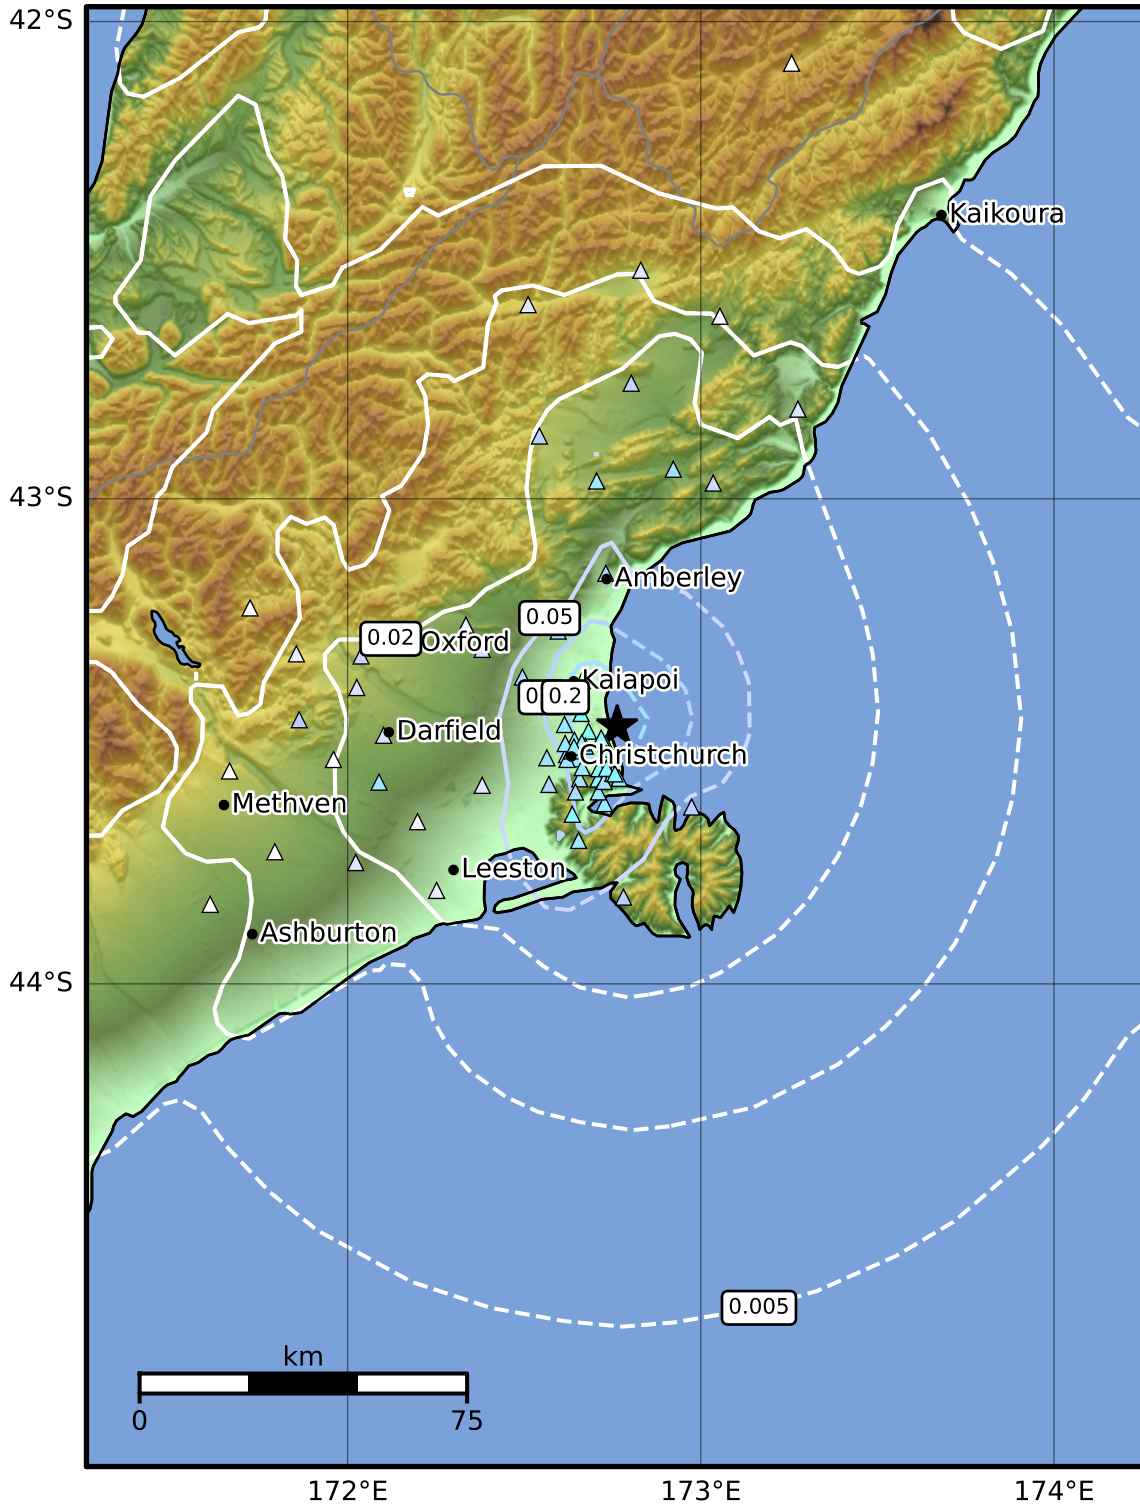 42°S
Kaikoura
43°S
Amberley
0.05
0.02
Oxford
Kaiapoi
0.2
Darfield
Christchurch
Methven
Leeston
Ashburton
44°S
0.005
km
0
75
172°E
173°E
174°E